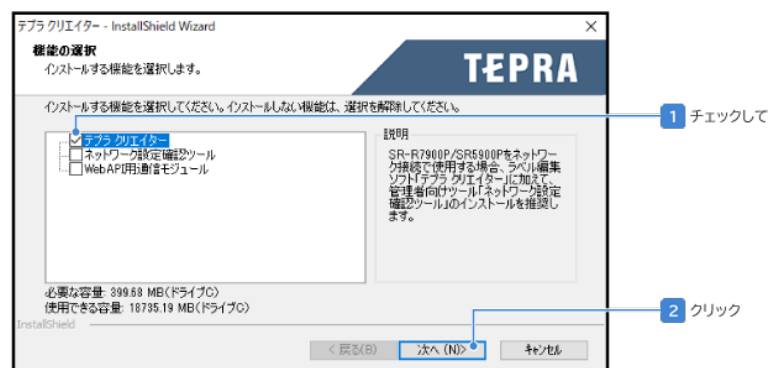 テプラ クリエイター - InstallShield Wizard
機能の選択
インストールする機能を選択します。
TEPRA
インストールする機能を選択してください。インストールしない機能は、選択を解除してください。
1 チェックして
テプラ クリエイター
ネットワーク設定確認ツール
WebAPI用通信モジュール
説明
SR-R7900P/SR5900Pをネットワー
ク接続で使用する場合、ラベル編集
ソフト「テプラ クリエイター」に加えて、
管理者向けツール「ネットワーク設定
確認ツール」のインストールを推奨し
ます。
必要な容量: 399.68 MB(ドライブC)
使用できる容量: 18735.19 MB(ドライブC)
2 クリック
InstallShield
< 戻る(B)
次へ (N)>
キャンセル